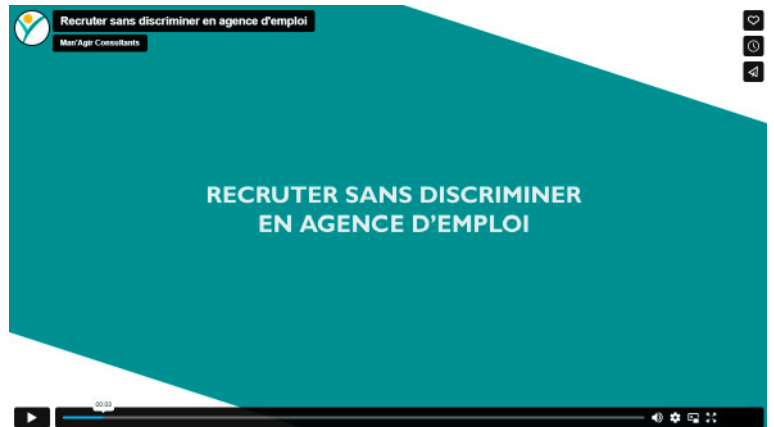 Recruter sans discriminer en agence d'emploi
Man'Agir Consultants
RECRUTER SANS DISCRIMINER
EN AGENCE D'EMPLOI
00:03